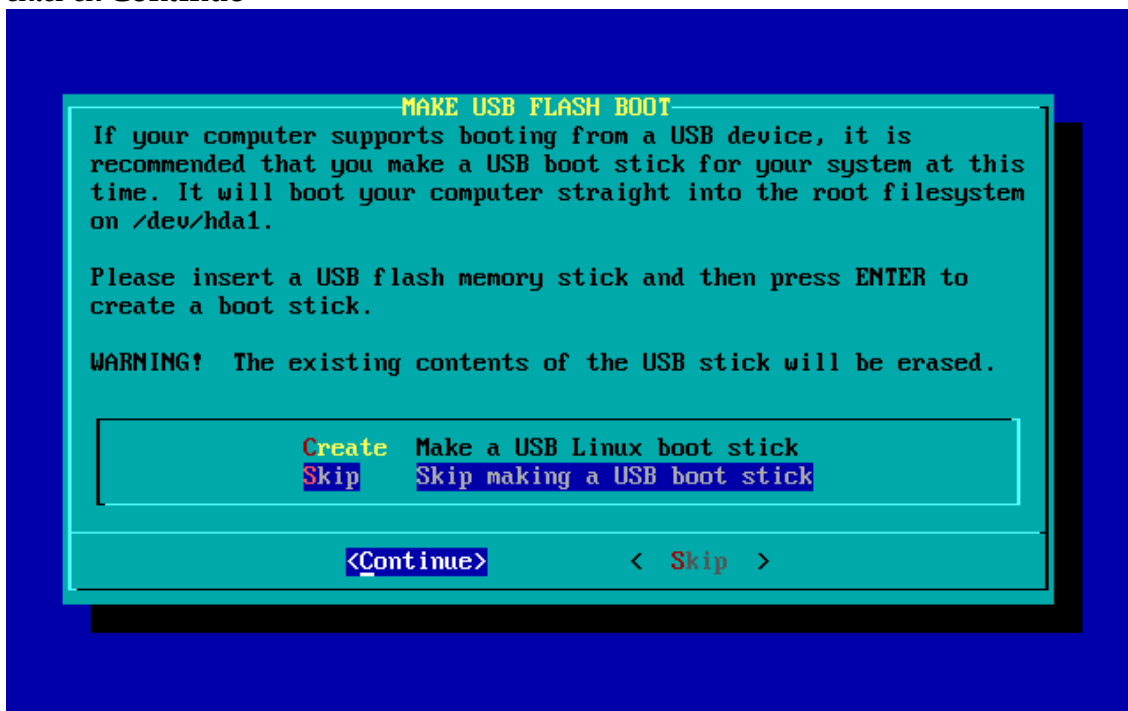 MAKE USB FLASH BOOT
If your computer supports booting from a USB device, it is
recommended that you make a USB boot stick for your system at this
time. It will boot your computer straight into the root filesystem
on /dev/hda1.
Please insert a USB flash memory stick and then press ENTER to
create a boot stick.
WARNING!  The existing contents of the USB stick will be erased.
Create  Make a USB Linux boot stick
Skip  Skip making a USB boot stick
<Continue>  < Skip >